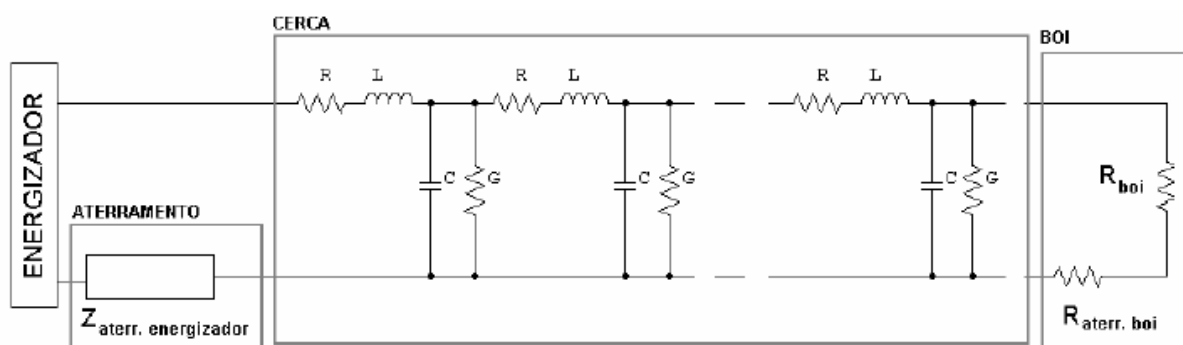 CERCA
BOI
R L R L R L
ENERGIZADOR
C G C G C G
R boi
ATERRAMENTO
Z aterr. energizador
R aterr. boi